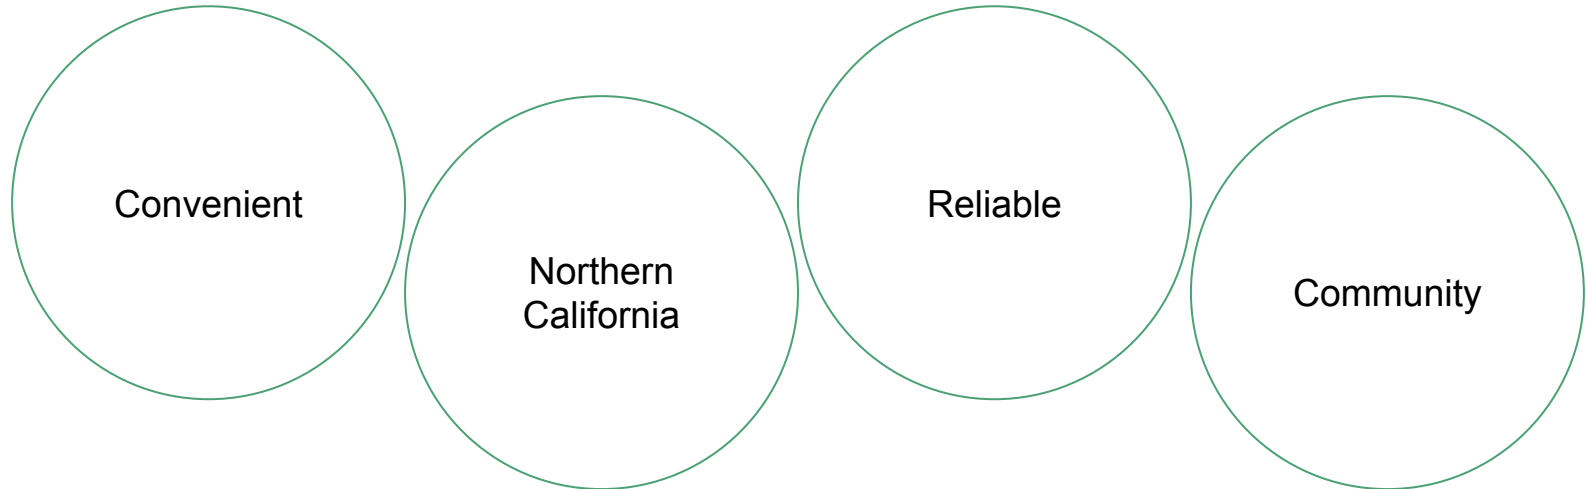 Convenient
Northern
California
Reliable
Community